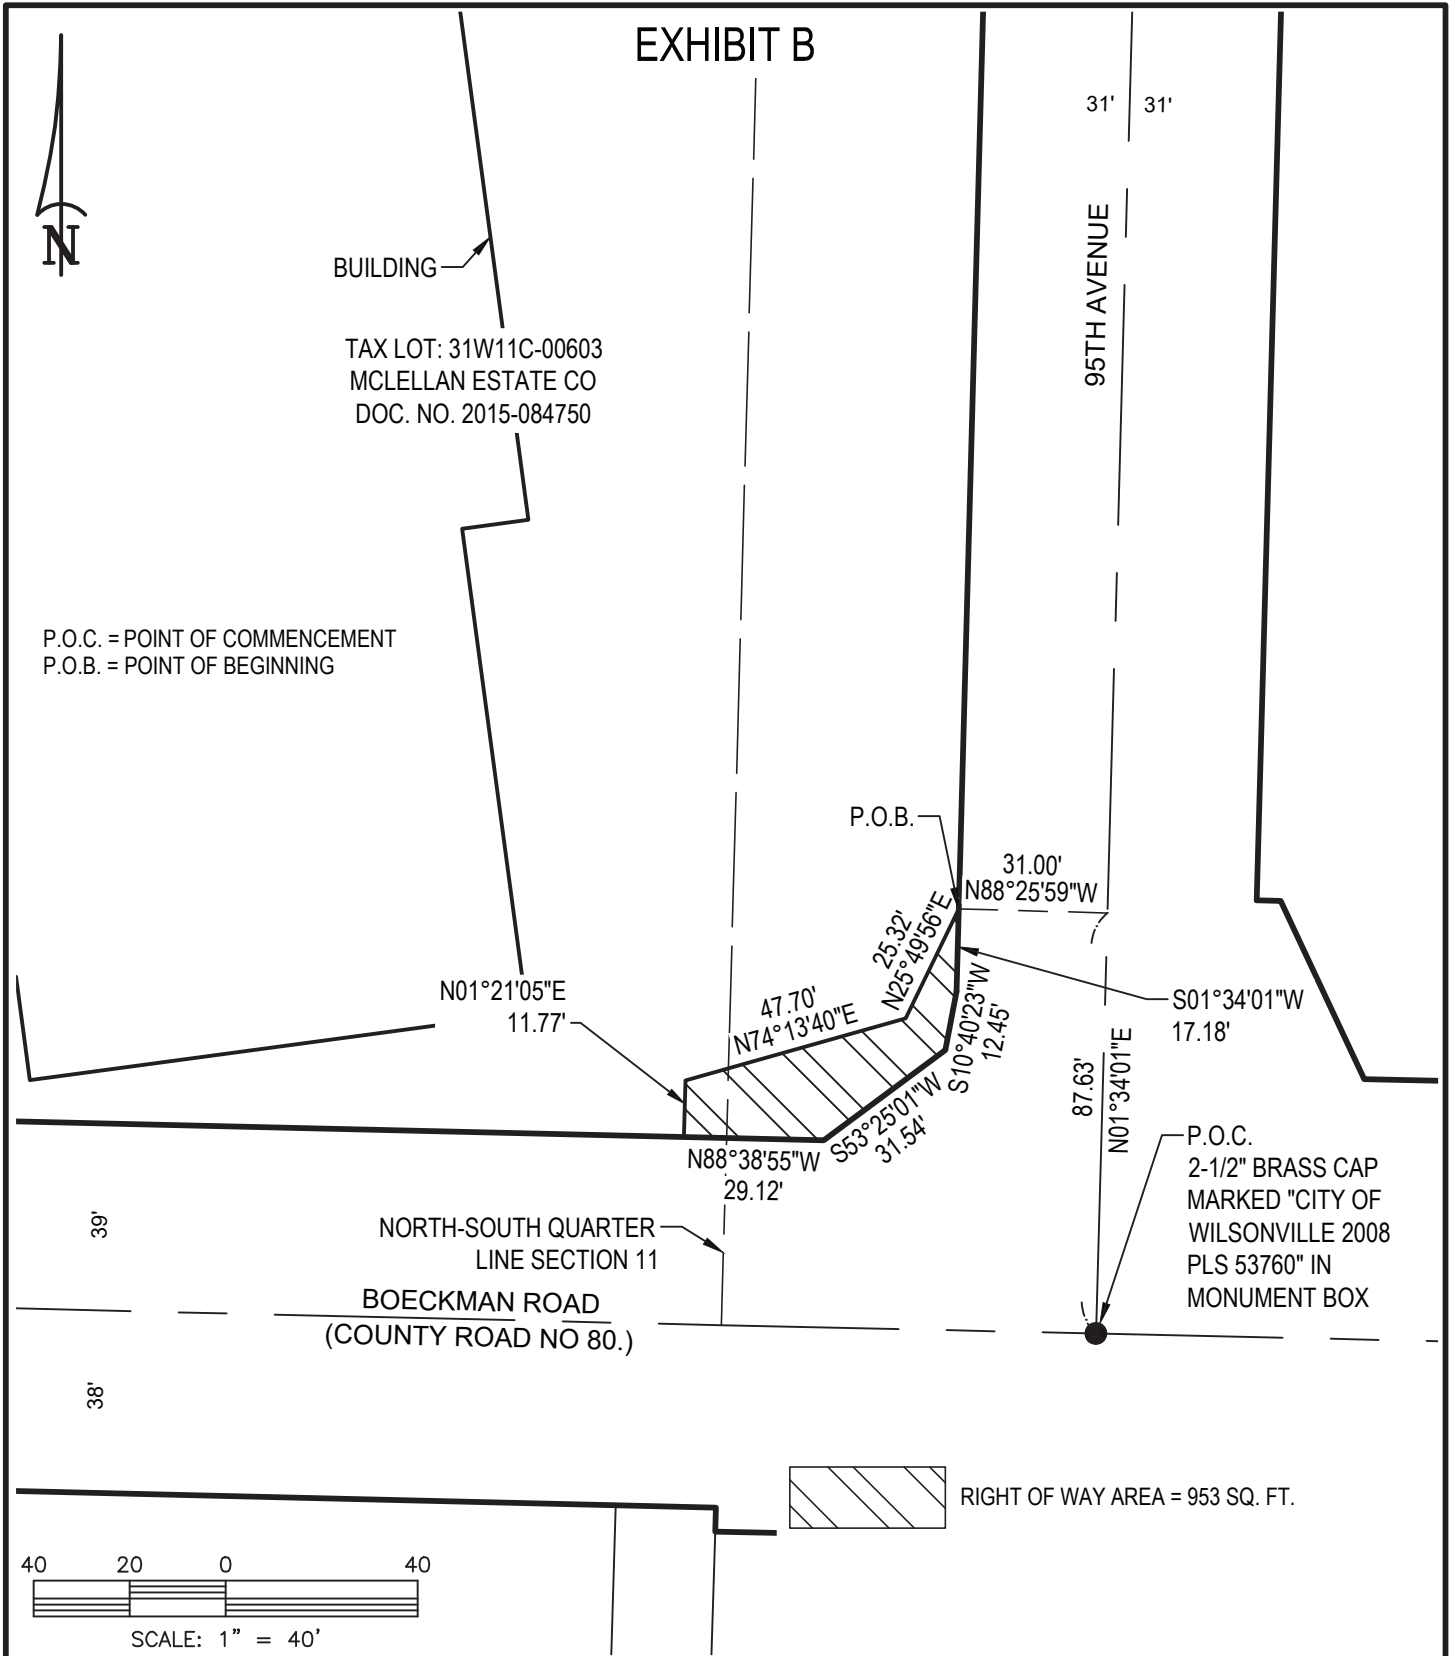 EXHIBIT B
31' 31'
N
95TH AVENUE
BUILDING
TAX LOT: 31W11C-00603
MCLELLAN ESTATE CO
DOC. NO. 2015-084750
P.O.C. = POINT OF COMMENCEMENT
P.O.B. = POINT OF BEGINNING
P.O.B.
31.00'
N88°25'59"W
25.32'
N25°49'56"E
N01°21'05"E
11.77'
47.70'
N74°13'40"E
S10°40'23"W
12.45'
S01°34'01"W
17.18'
87.63'
N01°34'01"E
S53°25'01"W
31.54'
N88°38'55"W
29.12'
P.O.C.
2-1/2" BRASS CAP
MARKED "CITY OF
WILSONVILLE 2008
PLS 53760" IN
MONUMENT BOX
39'
NORTH-SOUTH QUARTER
LINE SECTION 11
BOECKMAN ROAD
(COUNTY ROAD NO 80.)
38'
RIGHT OF WAY AREA = 953 SQ. FT.
40 20 0 40
SCALE: 1" = 40'